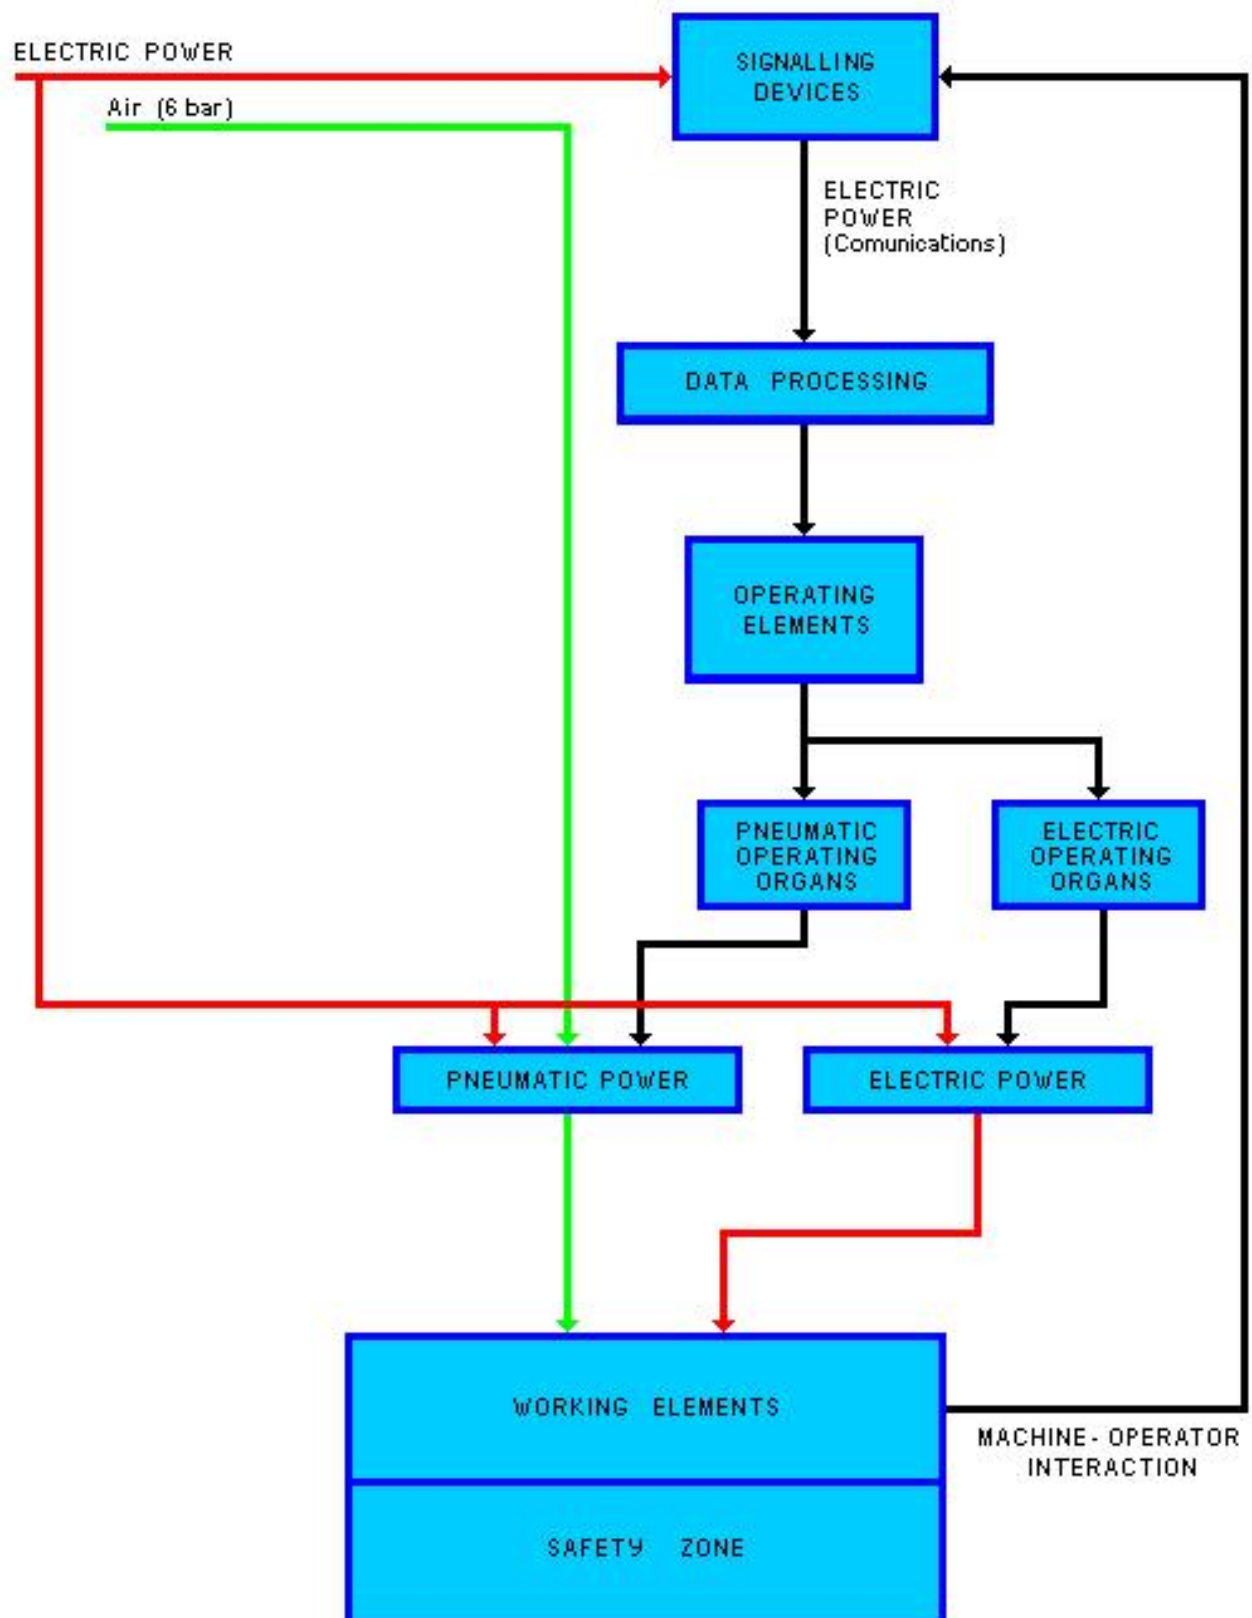 ELECTRIC POWER
Air (6 bar)
SIGNALLING
DEVICES
ELECTRIC
POWER
(Comunications)
DATA PROCESSING
OPERATING
ELEMENTS
PNEUMATIC
OPERATING
ORGANS
ELECTRIC
OPERATING
ORGANS
PNEUMATIC POWER
ELECTRIC POWER
WORKING ELEMENTS
MACHINE- OPERATOR
INTERACTION
SAFETY ZONE